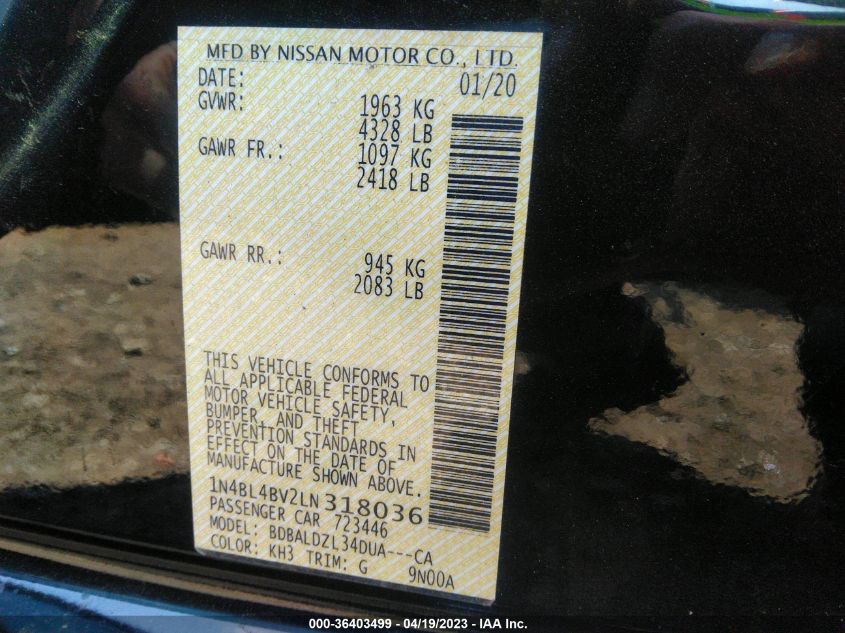 MFD BY NISSAN MOTOR CO., LTD.
DATE: 01/20
GVWR: 1963 KG
4328 LB
GAWR FR.: 1097 KG
2418 LB
GAWR RR.: 945 KG
2083 LB
THIS VEHICLE CONFORMS TO
ALL APPLICABLE FEDERAL
MOTOR VEHICLE SAFETY,
BUMPER, AND THEFT
PREVENTION STANDARDS IN
EFFECT ON THE DATE OF
MANUFACTURE SHOWN ABOVE.
1N4BL4BV2LN318036
PASSENGER CAR 723446
MODEL: BDBALDZL34DUA---CA
COLOR: KH3 TRIM: G 9N00A
000-36403499 - 04/19/2023 - IAA Inc.